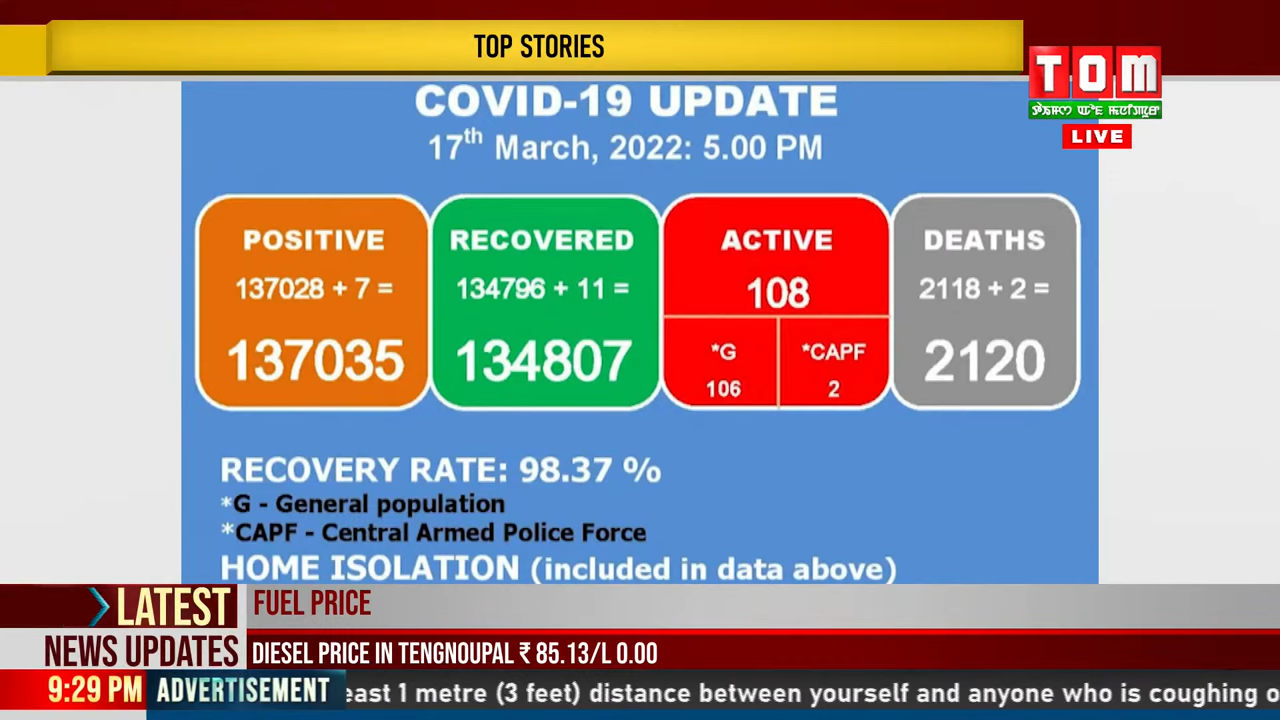 TOP STORIES
TOM
LIVE
COVID-19 UPDATE
17th March, 2022: 5.00 PM
POSITIVE
137028 + 7 =
137035
RECOVERED
134796 + 11 =
134807
ACTIVE
108
*G
106
*CAPF
2
DEATHS
2118 + 2 =
2120
RECOVERY RATE: 98.37 %
*G - General population
*CAPF - Central Armed Police Force
HOME ISOLATION (included in data above)
LATEST
NEWS UPDATES
FUEL PRICE
DIESEL PRICE IN TENGNOUPAL ₹ 85.13/L 0.00
9:29 PM
ADVERTISEMENT
east 1 metre (3 feet) distance between yourself and anyone who is coughing o